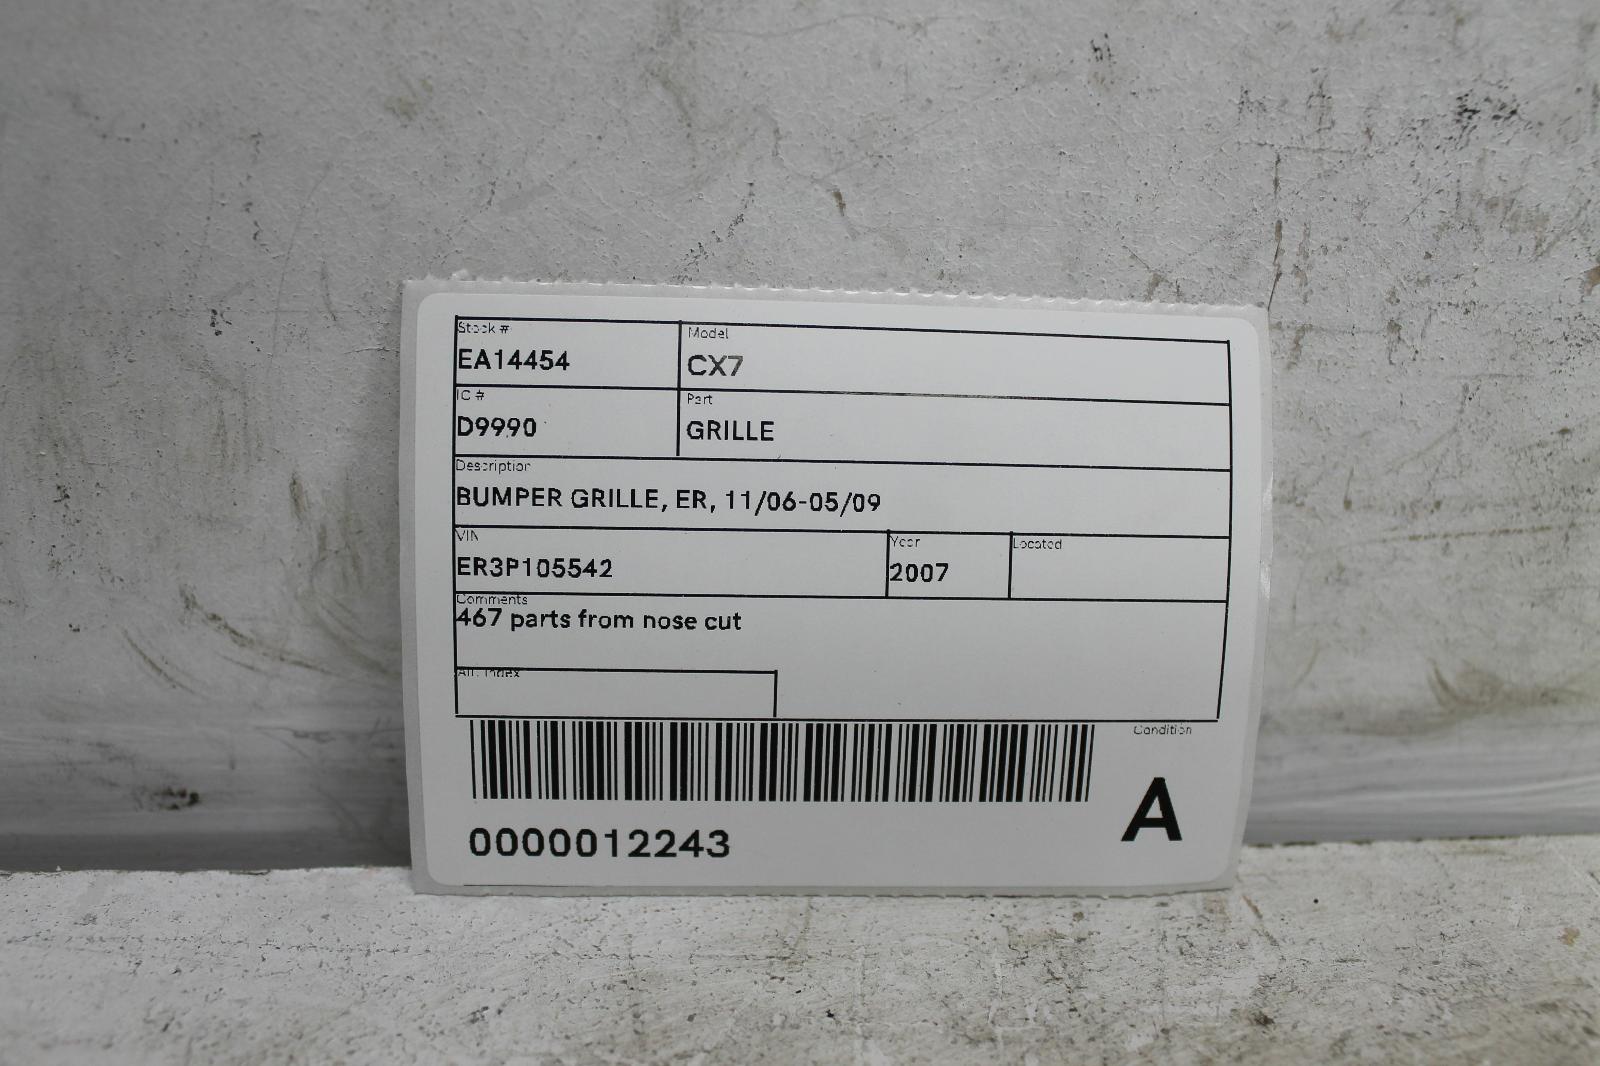 Stock #
EA14454
Model
CX7
IC #
D9990
Part
GRILLE
Description
BUMPER GRILLE, ER, 11/06-05/09
VIN
ER3P105542
Year
2007
Located
Comments
467 parts from nose cut
Alt. Index
Condition
A
0000012243